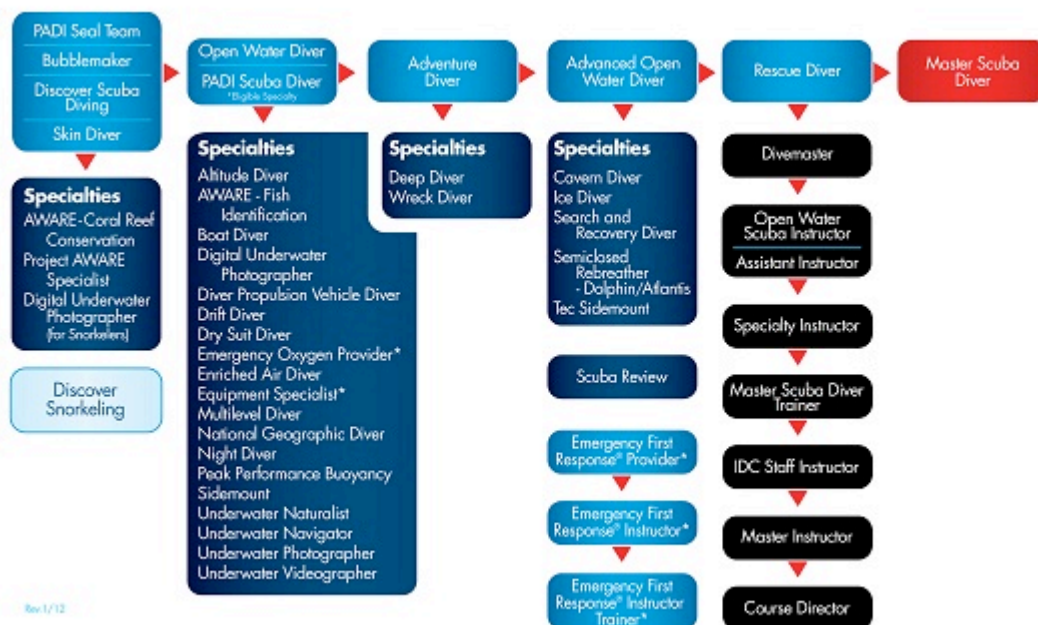 PADI Seal Team
Bubblemaker
Discover Scuba
Diving
Skin Diver
Specialties
AWARE-Coral Reef
Conservation
Project AWARE
Specialist
Digital Underwater
Photographer
(for Snorkelers)
Discover
Snorkeling
Open Water Diver
PADI Scuba Diver
*Eligible Specialty
Specialties
Altitude Diver
AWARE - Fish
Identification
Boat Diver
Digital Underwater
Photographer
Diver Propulsion Vehicle Diver
Drift Diver
Dry Suit Diver
Emergency Oxygen Provider*
Enriched Air Diver
Equipment Specialist*
Multilevel Diver
National Geographic Diver
Night Diver
Peak Performance Buoyancy
Sidemount
Underwater Naturalist
Underwater Navigator
Underwater Photographer
Underwater Videographer
Adventure
Diver
Specialties
Deep Diver
Wreck Diver
Advanced Open
Water Diver
Specialties
Cavern Diver
Ice Diver
Search and
Recovery Diver
Semiclosed
Rebreather
- Dolphin/Atlantis
Tec Sidemount
Scuba Review
Emergency First
Response® Provider*
Emergency First
Response® Instructor*
Emergency First
Response® Instructor
Trainer*
Rescue Diver
Divemaster
Open Water
Scuba Instructor
Assistant Instructor
Specialty Instructor
Master Scuba Diver
Trainer
IDC Staff Instructor
Master Instructor
Course Director
Master Scuba
Diver
Rev 1/12